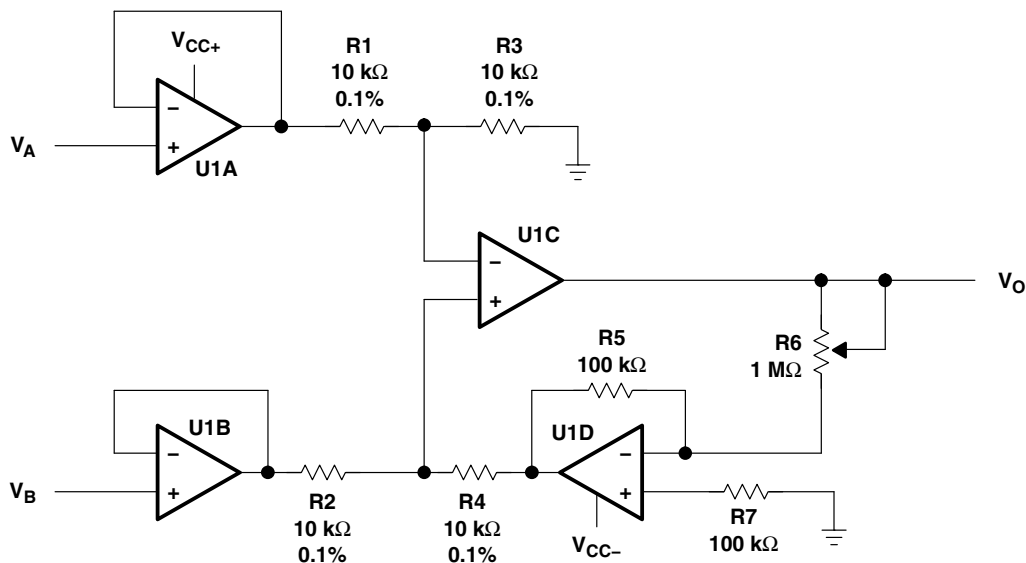 VCC+
R1
10 kΩ
0.1%
R3
10 kΩ
0.1%
−
+
VA
U1A
U1C
−
+
VO
R6
1 MΩ
R5
100 kΩ
U1B
−
+
VB
R2
10 kΩ
0.1%
R4
10 kΩ
0.1%
U1D
−
+
VCC−
R7
100 kΩ